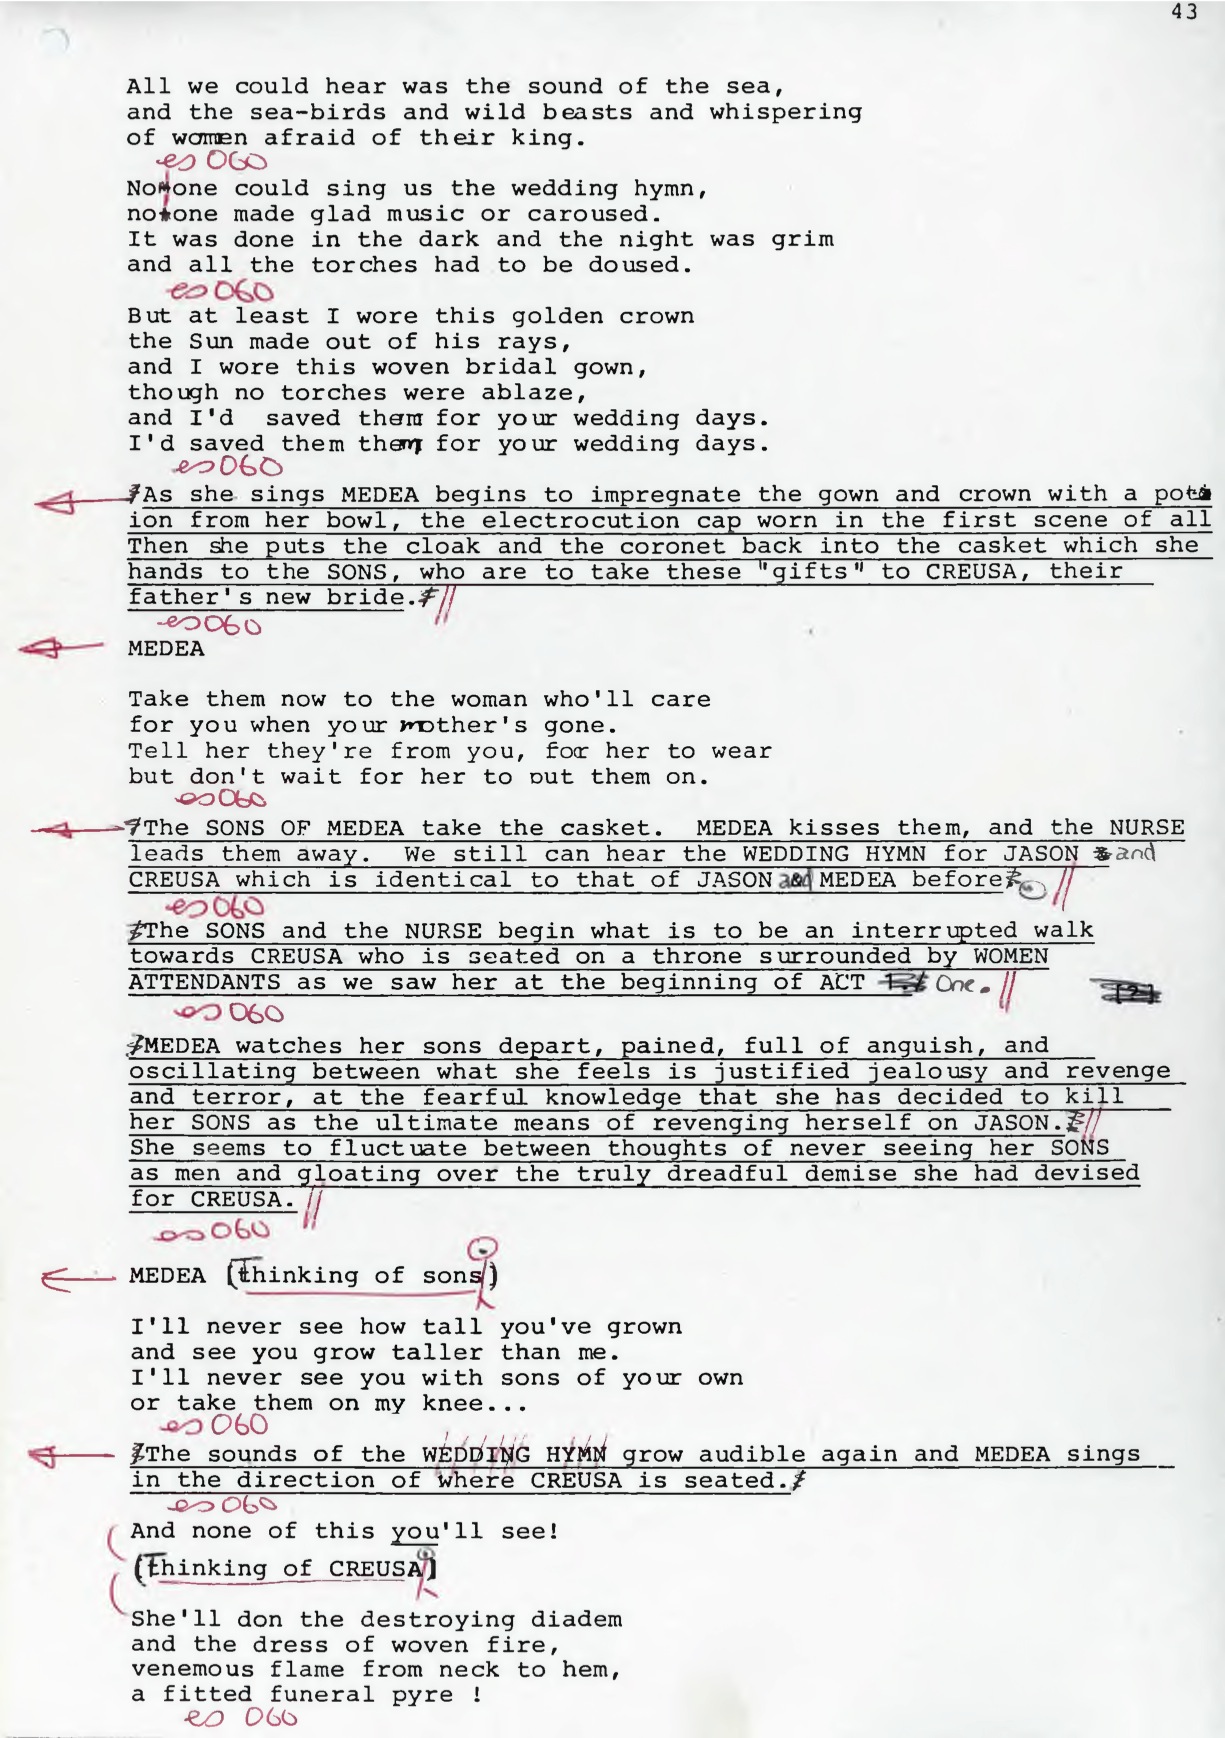 43
All we could hear was the sound of the sea,
and the sea-birds and wild beasts and whispering
of women afraid of their king.
es 060
No one could sing us the wedding hymn,
no one made glad music or caroused.
It was done in the dark and the night was grim
and all the torches had to be doused.
es 060
But at least I wore this golden crown
the Sun made out of his rays,
and I wore this woven bridal gown,
though no torches were ablaze,
and I'd  saved them for your wedding days.
I'd saved them them for your wedding days.
es 060
As she sings MEDEA begins to impregnate the gown and crown with a pot
ion from her bowl, the electrocution cap worn in the first scene of all
Then she puts the cloak and the coronet back into the casket which she
hands to the SONS, who are to take these "gifts" to CREUSA, their
father's new bride.
es 060
MEDEA
Take them now to the woman who'll care
for you when your mother's gone.
Tell her they're from you, for her to wear
but don't wait for her to put them on.
es 060
The SONS OF MEDEA take the casket.  MEDEA kisses them, and the NURSE
leads them away.  We still can hear the WEDDING HYMN for JASON and
CREUSA which is identical to that of JASON and MEDEA before.
es 060
The SONS and the NURSE begin what is to be an interrupted walk
towards CREUSA who is seated on a throne surrounded by WOMEN
ATTENDANTS as we saw her at the beginning of ACT One.
es 060
MEDEA watches her sons depart, pained, full of anguish, and
oscillating between what she feels is justified jealousy and revenge
and terror, at the fearful knowledge that she has decided to kill
her SONS as the ultimate means of revenging herself on JASON.
She seems to fluctuate between thoughts of never seeing her SONS
as men and gloating over the truly dreadful demise she had devised
for CREUSA.
es 060
MEDEA (Thinking of sons.)
I'll never see how tall you've grown
and see you grow taller than me.
I'll never see you with sons of your own
or take them on my knee...
es 060
The sounds of the WEDDING HYMN grow audible again and MEDEA sings
in the direction of where CREUSA is seated.
es 060
And none of this you'll see!
(Thinking of CREUSA.)
She'll don the destroying diadem
and the dress of woven fire,
venemous flame from neck to hem,
a fitted funeral pyre !
es 060